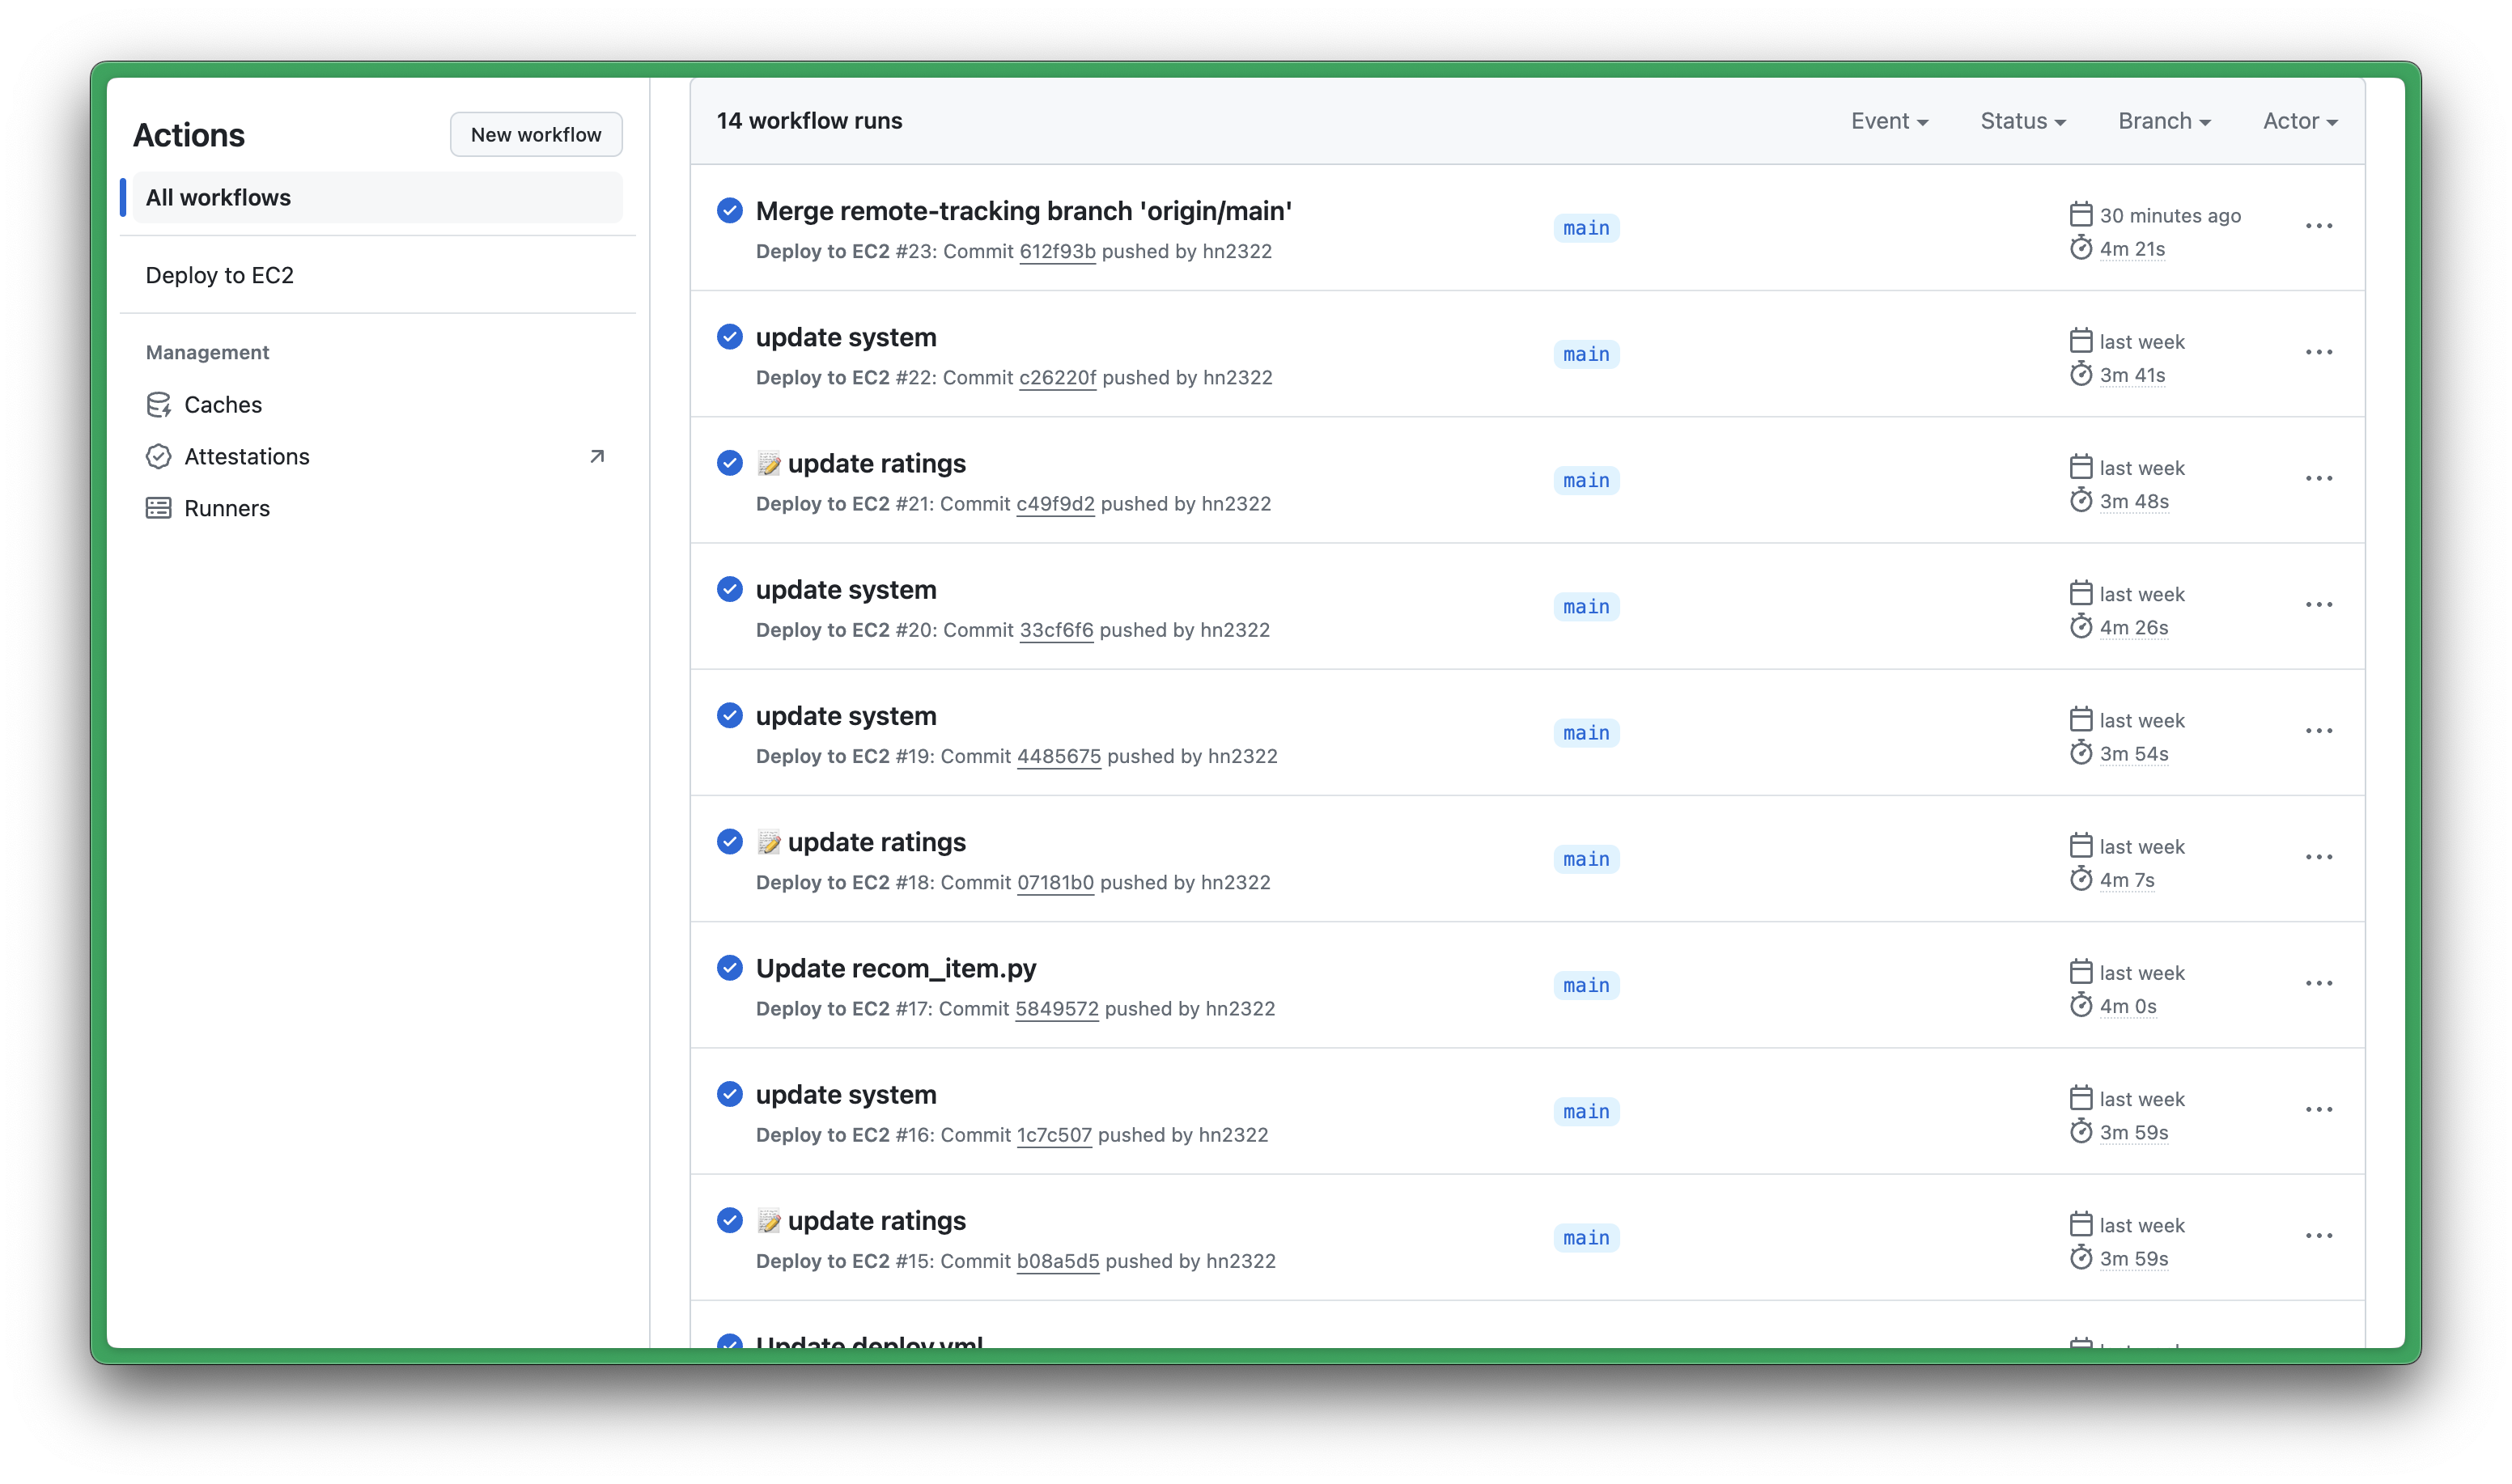 Actions
New workflow
All workflows
Deploy to EC2
Management
Caches
Attestations
Runners
14 workflow runs
Event
Status
Branch
Actor
Merge remote-tracking branch 'origin/main'
Deploy to EC2 #23: Commit 612f93b pushed by hn2322
main
30 minutes ago
4m 21s
update system
Deploy to EC2 #22: Commit c26220f pushed by hn2322
main
last week
3m 41s
📝 update ratings
Deploy to EC2 #21: Commit c49f9d2 pushed by hn2322
main
last week
3m 48s
update system
Deploy to EC2 #20: Commit 33cf6f6 pushed by hn2322
main
last week
4m 26s
update system
Deploy to EC2 #19: Commit 4485675 pushed by hn2322
main
last week
3m 54s
📝 update ratings
Deploy to EC2 #18: Commit 07181b0 pushed by hn2322
main
last week
4m 7s
Update recom_item.py
Deploy to EC2 #17: Commit 5849572 pushed by hn2322
main
last week
4m 0s
update system
Deploy to EC2 #16: Commit 1c7c507 pushed by hn2322
main
last week
3m 59s
📝 update ratings
Deploy to EC2 #15: Commit b08a5d5 pushed by hn2322
main
last week
3m 59s
Update deploy.yml